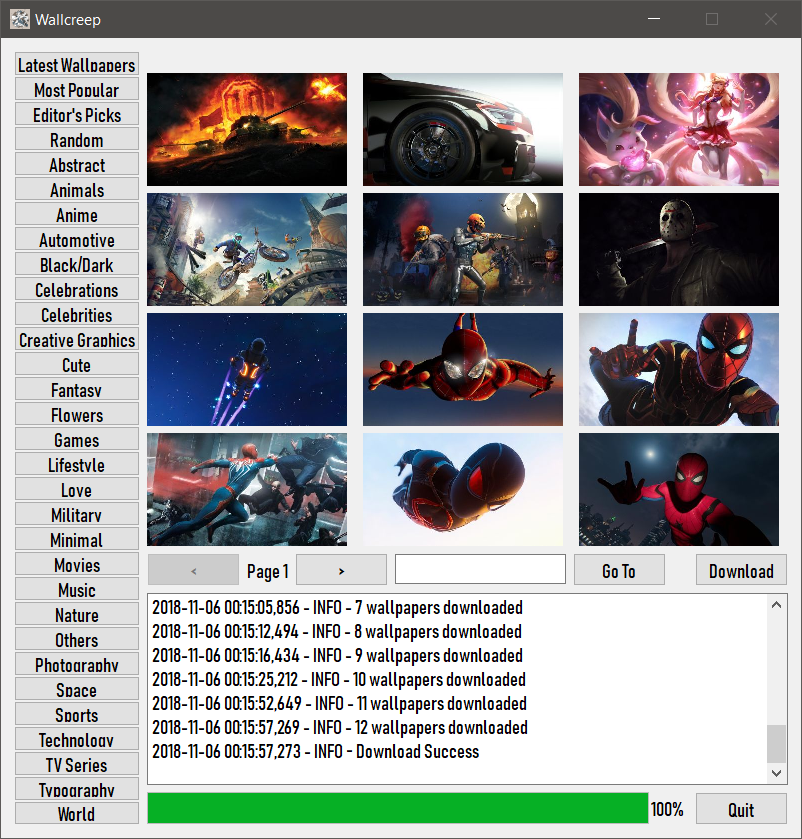 Wallcreep
Latest Wallpapers
Most Popular
Editor's Picks
Random
Abstract
Animals
Anime
Automotive
Black/Dark
Celebrations
Celebrities
Creative Graphics
Cute
Fantasy
Flowers
Games
Lifestyle
Love
Military
Minimal
Movies
Music
Nature
Others
Photography
Space
Sports
Technology
TV Series
Typography
World
< Page 1 > Go To Download
2018-11-06 00:15:05,856 - INFO - 7 wallpapers downloaded
2018-11-06 00:15:12,494 - INFO - 8 wallpapers downloaded
2018-11-06 00:15:16,434 - INFO - 9 wallpapers downloaded
2018-11-06 00:15:25,212 - INFO - 10 wallpapers downloaded
2018-11-06 00:15:52,649 - INFO - 11 wallpapers downloaded
2018-11-06 00:15:57,269 - INFO - 12 wallpapers downloaded
2018-11-06 00:15:57,273 - INFO - Download Success
100% Quit